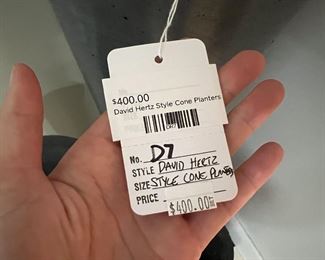 $400.00
David Hertz Style Cone Planters
No. D7
STYLE DAVID HERTZ
SIZE STYLE CONE PLANTERS
PRICE
$400.00